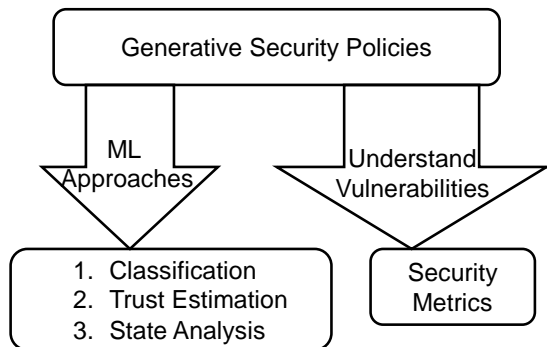 Generative Security Policies
ML
Approaches
Understand
Vulnerabilities
1. Classification
2. Trust Estimation
3. State Analysis
Security
Metrics